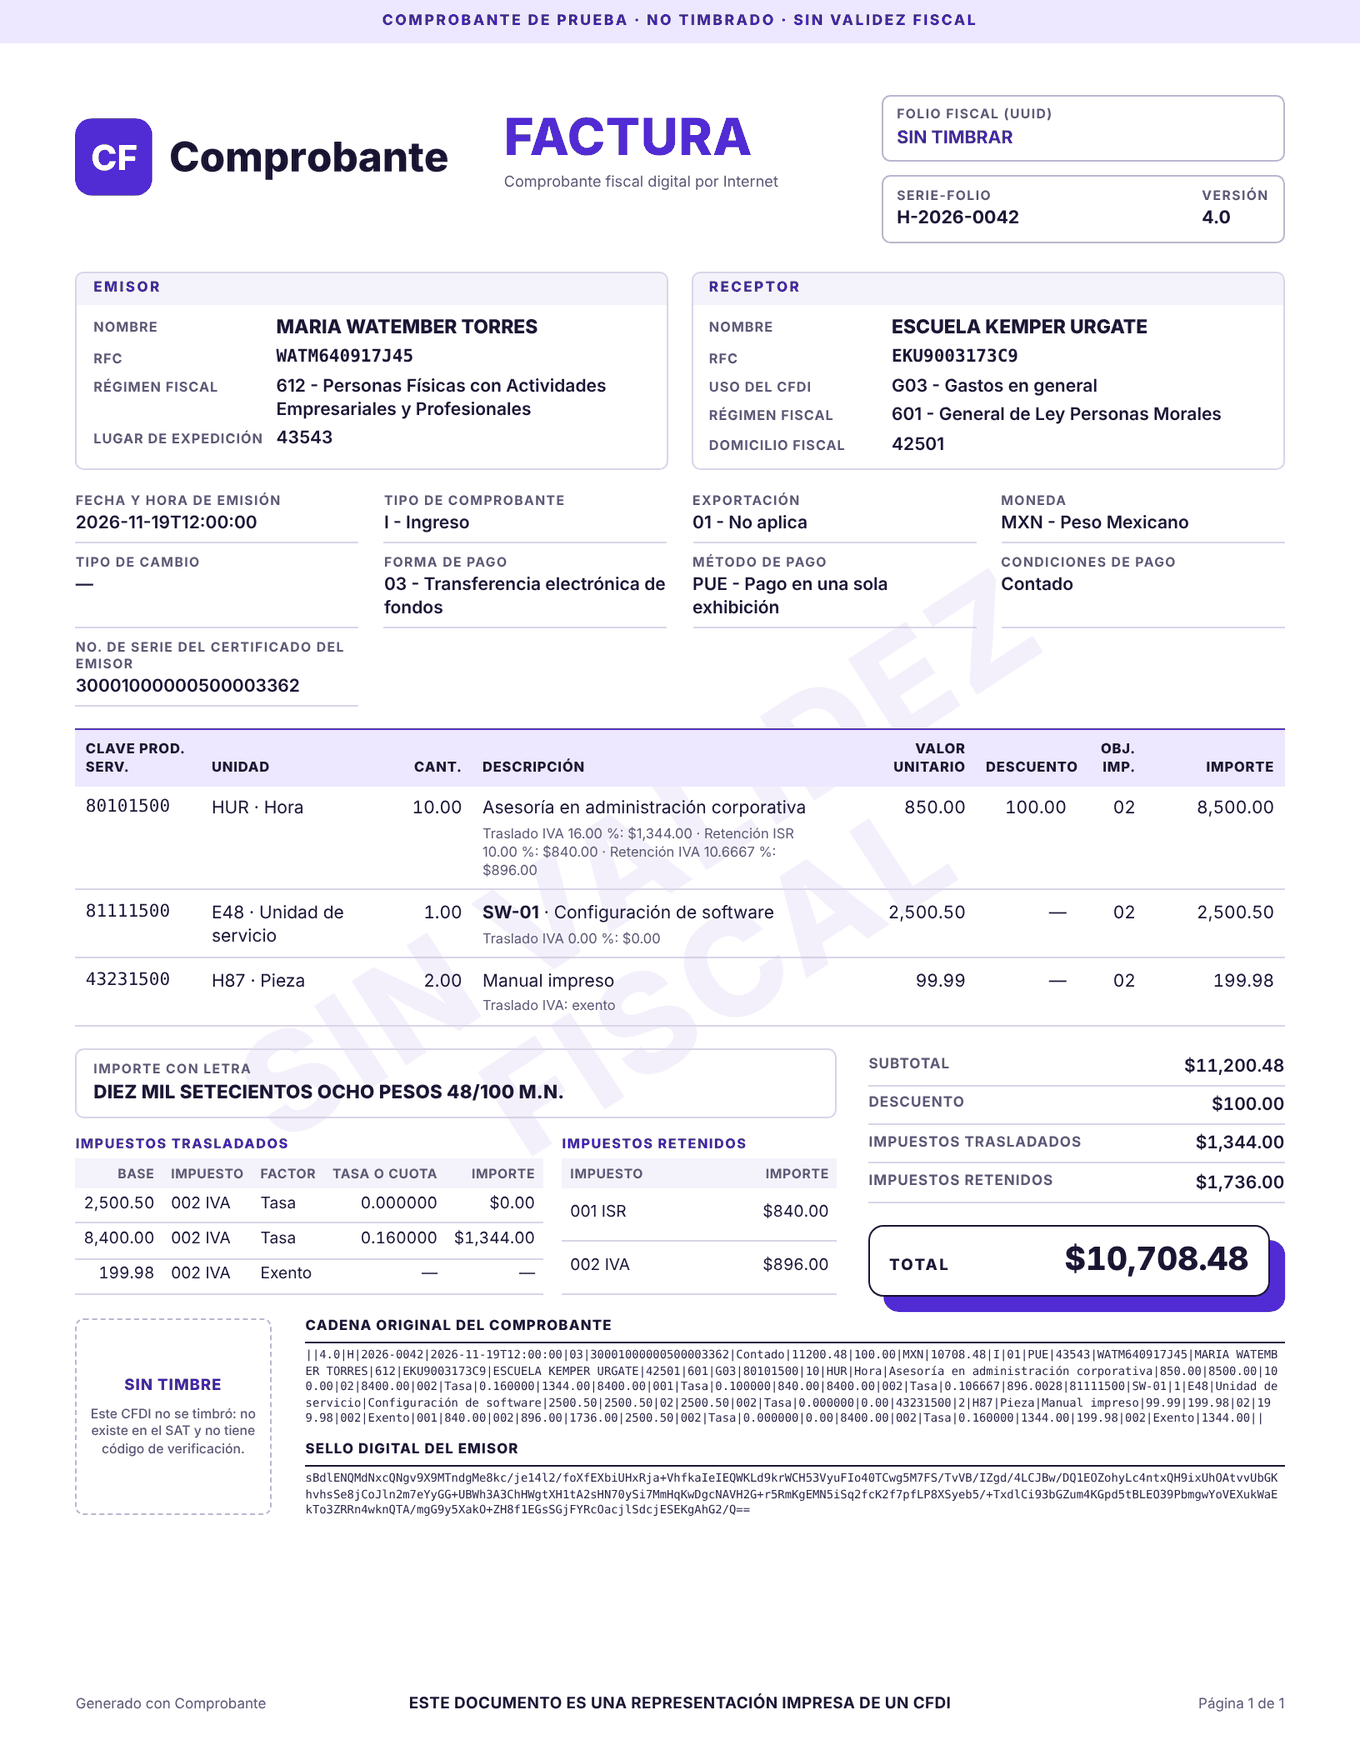 COMPROBANTE DE PRUEBA · NO TIMBRADO · SIN VALIDEZ FISCAL
CF Comprobante
FACTURA
Comprobante fiscal digital por Internet
FOLIO FISCAL (UUID)
SIN TIMBRAR
SERIE-FOLIO VERSIÓN
H-2026-0042 4.0
EMISOR
NOMBRE MARIA WATEMBER TORRES
RFC WATM640917J45
RÉGIMEN FISCAL 612 - Personas Físicas con Actividades
Empresariales y Profesionales
LUGAR DE EXPEDICIÓN 43543
RECEPTOR
NOMBRE ESCUELA KEMPER URGATE
RFC EKU9003173C9
USO DEL CFDI G03 - Gastos en general
RÉGIMEN FISCAL 601 - General de Ley Personas Morales
DOMICILIO FISCAL 42501
FECHA Y HORA DE EMISIÓN TIPO DE COMPROBANTE EXPORTACIÓN MONEDA
2026-11-19T12:00:00 I - Ingreso 01 - No aplica MXN - Peso Mexicano
TIPO DE CAMBIO FORMA DE PAGO MÉTODO DE PAGO CONDICIONES DE PAGO
— 03 - Transferencia electrónica de PUE - Pago en una sola Contado
fondos exhibición
NO. DE SERIE DEL CERTIFICADO DEL
EMISOR
30001000000500003362
SIN VALIDEZ
FISCAL
CLAVE PROD. VALOR OBJ.
SERV. UNIDAD CANT. DESCRIPCIÓN UNITARIO DESCUENTO IMP. IMPORTE
80101500 HUR · Hora 10.00 Asesoría en administración corporativa 850.00 100.00 02 8,500.00
Traslado IVA 16.00 %: $1,344.00 · Retención ISR
10.00 %: $840.00 · Retención IVA 10.6667 %:
$896.00
81111500 E48 · Unidad de 1.00 SW-01 · Configuración de software 2,500.50 — 02 2,500.50
servicio Traslado IVA 0.00 %: $0.00
43231500 H87 · Pieza 2.00 Manual impreso 99.99 — 02 199.98
Traslado IVA: exento
IMPORTE CON LETRA
DIEZ MIL SETECIENTOS OCHO PESOS 48/100 M.N.
SUBTOTAL $11,200.48
DESCUENTO $100.00
IMPUESTOS TRASLADADOS $1,344.00
IMPUESTOS RETENIDOS $1,736.00
TOTAL $10,708.48
IMPUESTOS TRASLADADOS
BASE IMPUESTO FACTOR TASA O CUOTA IMPORTE
2,500.50 002 IVA Tasa 0.000000 $0.00
8,400.00 002 IVA Tasa 0.160000 $1,344.00
199.98 002 IVA Exento — —
IMPUESTOS RETENIDOS
IMPUESTO IMPORTE
001 ISR $840.00
002 IVA $896.00
SIN TIMBRE
Este CFDI no se timbró: no
existe en el SAT y no tiene
código de verificación.
CADENA ORIGINAL DEL COMPROBANTE
||4.0|H|2026-0042|2026-11-19T12:00:00|03|30001000000500003362|Contado|11200.48|100.00|MXN|10708.48|I|01|PUE|43543|WATM640917J45|MARIA WATEMB
ER TORRES|612|EKU9003173C9|ESCUELA KEMPER URGATE|42501|601|G03|80101500|10|HUR|Hora|Asesoría en administración corporativa|850.00|8500.00|10
0.00|02|8400.00|002|Tasa|0.160000|1344.00|8400.00|001|Tasa|0.100000|840.00|8400.00|002|Tasa|0.106667|896.0028|81111500|SW-01|1|E48|Unidad de
servicio|Configuración de software|2500.50|2500.50|02|2500.50|002|Tasa|0.000000|0.00|43231500|2|H87|Pieza|Manual impreso|99.99|199.98|02|19
9.98|002|Exento|001|840.00|002|896.00|1736.00|2500.50|002|Tasa|0.000000|0.00|8400.00|002|Tasa|0.160000|1344.00|199.98|002|Exento|1344.00||
SELLO DIGITAL DEL EMISOR
sBdlENQMdNxcQNgv9X9MTndgMe8kc/je14l2/foXfEXbiUHxRja+VhfkaIeIEQWKLd9krWCH53VyuFIo40TCwg5M7FS/TvVB/IZgd/4LCJBw/DQ1EOZohyLc4ntxQH9ixUhOAtvvUbGK
hvhsSe8jCoJln2m7eYyGG+UBWh3A3ChHWgtXH1tA2sHN70ySi7MmHqKwDgcNAVH2G+r5RmKgEMN5iSq2fcK2f7pfLP8XSyeb5/+TxdlCi93bGZum4KGpd5tBLEO39PbmgwYoVEXukWaE
kTo3ZRRn4wknQTA/mgG9y5XakO+ZH8f1EGsSGjFYRcOacjlSdcjESEKgAhG2/Q==
Generado con Comprobante ESTE DOCUMENTO ES UNA REPRESENTACIÓN IMPRESA DE UN CFDI Página 1 de 1